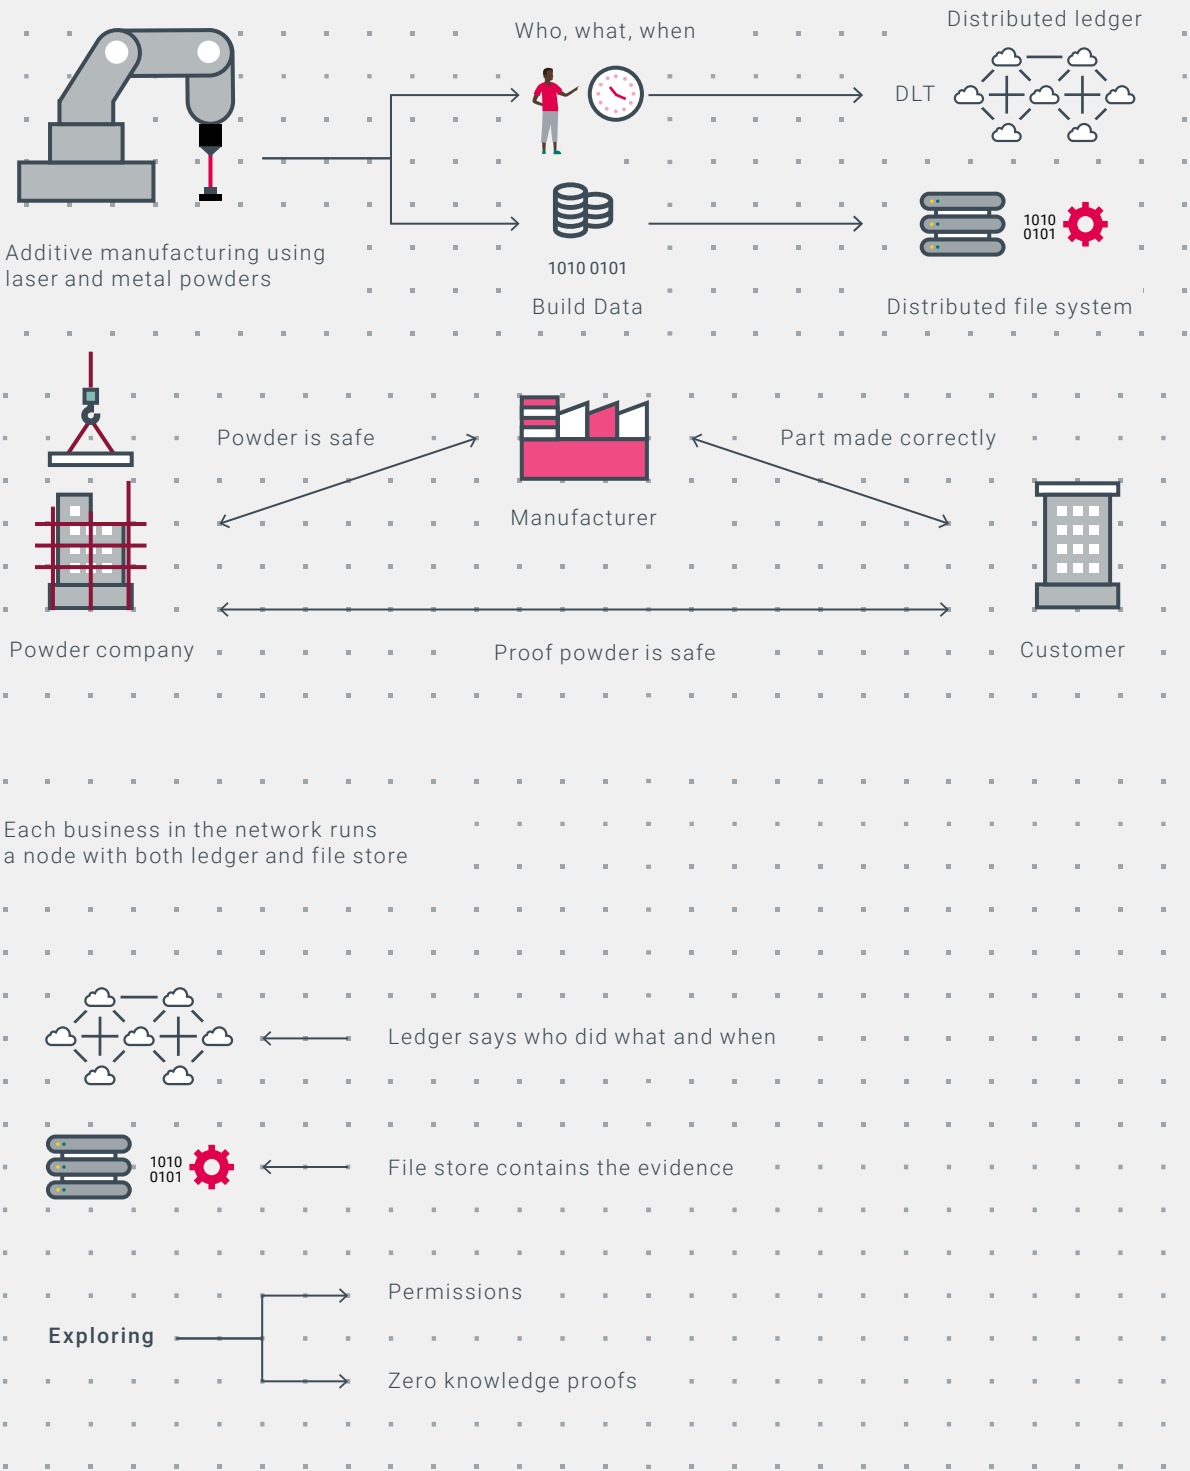 Distributed ledger
Who, what, when
DLT
1010
0101
Additive manufacturing using
laser and metal powders
1010 0101
Build Data
Distributed file system
Powder is safe
Part made correctly
Manufacturer
Powder company
Proof powder is safe
Customer
Each business in the network runs
a node with both ledger and file store
Ledger says who did what and when
1010
0101
File store contains the evidence
Permissions
Exploring
Zero knowledge proofs